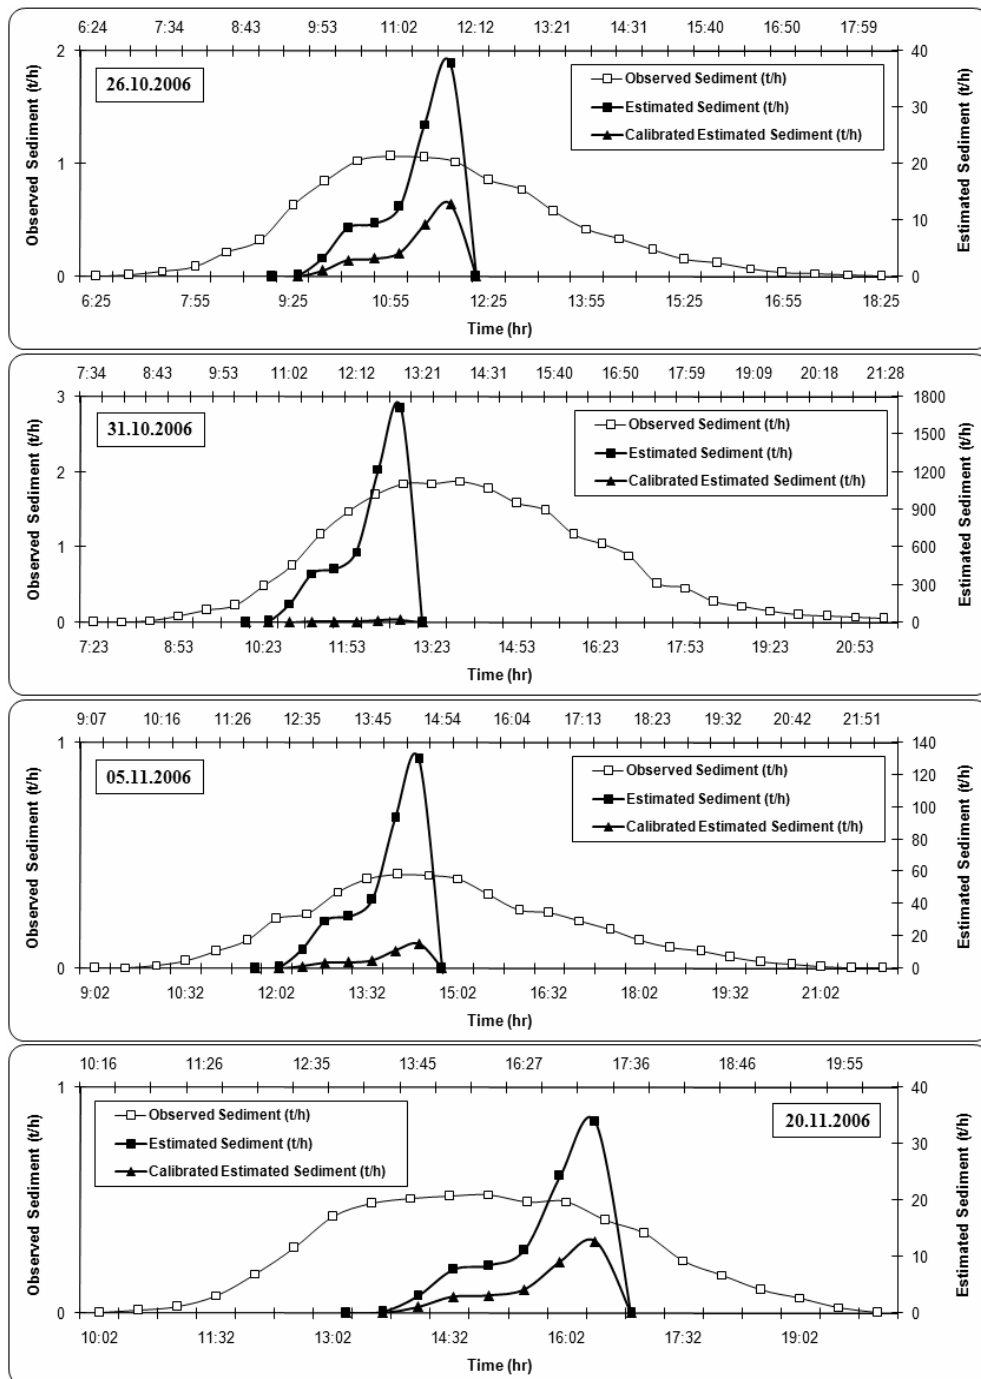 6:24 7:34 8:43 9:53 11:02 12:12 13:21 14:31 15:40 16:50 17:59
2 40
26.10.2006
Observed Sediment (t/h)
Estimated Sediment (t/h)
Calibrated Estimated Sediment (t/h)
30
1 20
10
0 0
Observed Sediment (t/h)
Estimated Sediment (t/h)
6:25 7:55 9:25 10:55 12:25 13:55 15:25 16:55 18:25
Time (hr)
7:34 8:43 9:53 11:02 12:12 13:21 14:31 15:40 16:50 17:59 19:09 20:18 21:28
3 1800
31.10.2006
Observed Sediment (t/h)
Estimated Sediment (t/h)
Calibrated Estimated Sediment (t/h)
1500
2 1200
900
1 600
300
0 0
Observed Sediment (t/h)
Estimated Sediment (t/h)
7:23 8:53 10:23 11:53 13:23 14:53 16:23 17:53 19:23 20:53
Time (hr)
9:07 10:16 11:26 12:35 13:45 14:54 16:04 17:13 18:23 19:32 20:42 21:51
1 140
05.11.2006
Observed Sediment (t/h)
Estimated Sediment (t/h)
Calibrated Estimated Sediment (t/h)
120
100
80
60
40
20
0 0
Observed Sediment (t/h)
Estimated Sediment (t/h)
9:02 10:32 12:02 13:32 15:02 16:32 18:02 19:32 21:02
Time (hr)
10:16 11:26 12:35 13:45 16:27 17:36 18:46 19:55
1 40
Observed Sediment (t/h)
Estimated Sediment (t/h)
Calibrated Estimated Sediment (t/h)
20.11.2006
30
20
10
0 0
Observed Sediment (t/h)
Estimated Sediment (t/h)
10:02 11:32 13:02 14:32 16:02 17:32 19:02
Time (hr)